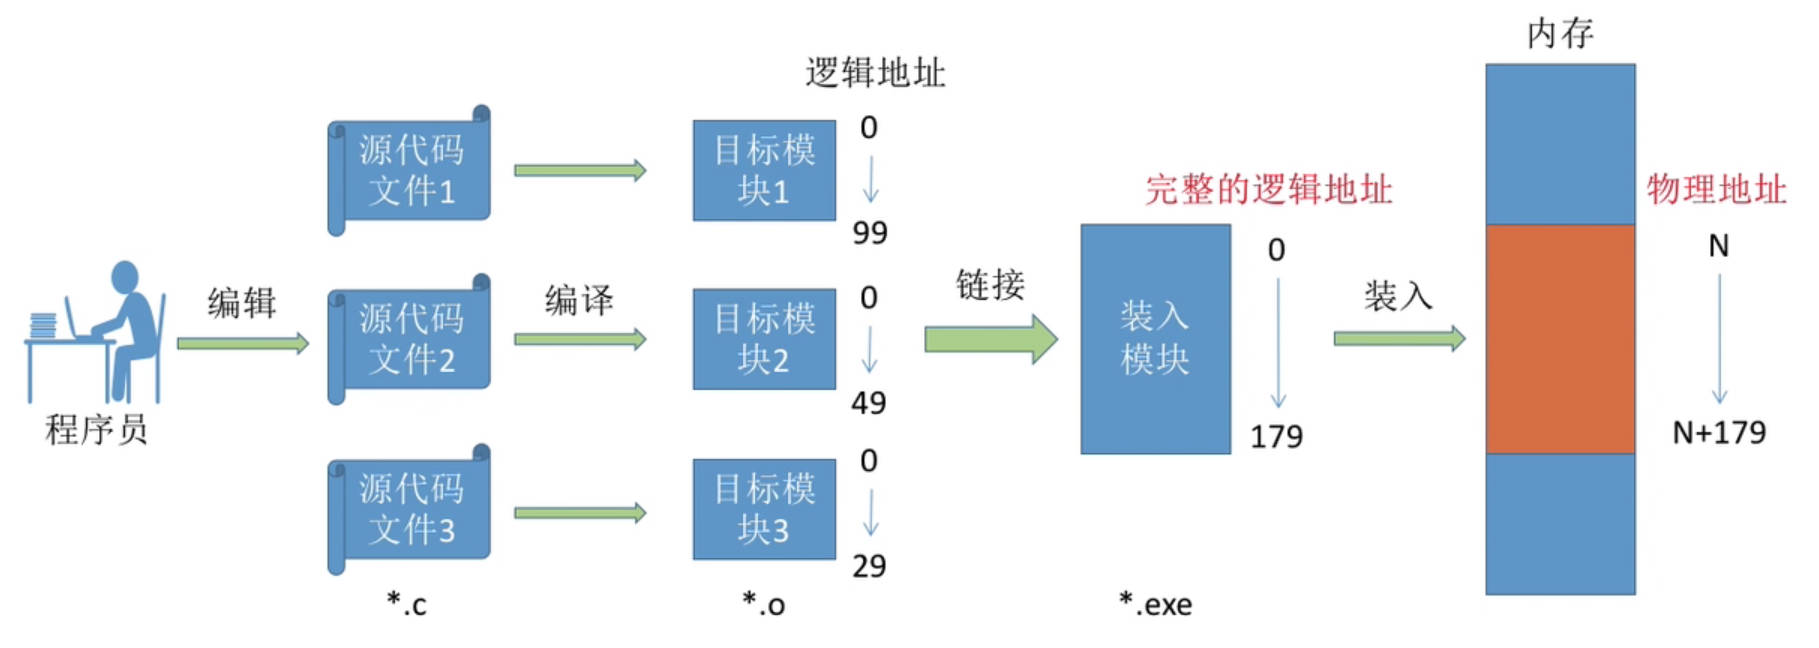 内存
逻辑地址
源代码
文件1
目标模
块1
0
99
完整的逻辑地址
物理地址
程序员
编辑
源代码
文件2
编译
目标模
块2
0
49
链接
装入
模块
0
179
装入
N
N+179
源代码
文件3
目标模
块3
0
29
*.c
*.o
*.exe